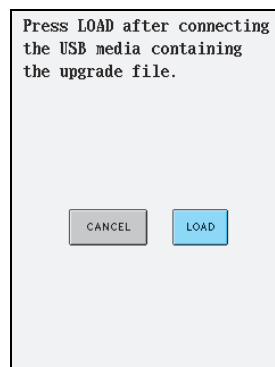 Press LOAD after connecting
the USB media containing
the upgrade file.
CANCEL LOAD